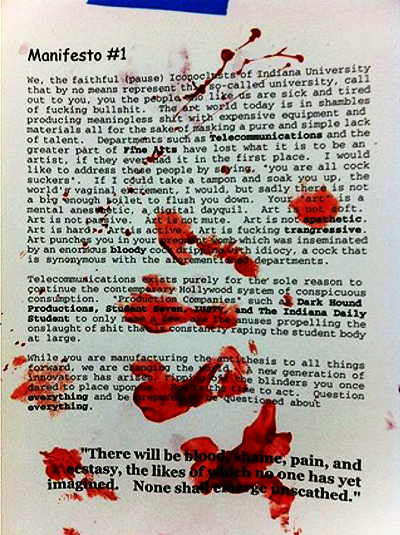 Manifesto #1
We, the faithful (pause) Iconoclasts of Indiana University
that by no means represent the so-called university, call
out to you, you the people who like us are sick and tired
of fucking bullshit. The art world today is in shambles
producing meaningless shit with expensive equipment and
materials all for the sake of masking a pure and simple lack
of talent. Departments such as Telecommunications and the
greater part of Fine Arts have lost what it is to be an
artist, if they ever had it in the first place. I would
like to address these people by saying, "you are all cock
suckers". If I could take a tampon and soak you up, the
world's vaginal excrement, I would, but sadly there is not
a big enough toilet to flush you down. Your "art" is a
mental anesthetic, a digital dayquil. Art is not soft.
Art is not passive. Art is not mute. Art is not apathetic.
Art is hard. Art is active. Art is fucking trangressive.
Art punches you in your womb which was inseminated
by an enormous bloody cock dripping with idiocy, a cock that
is synonymous with the aforementioned departments.
Telecommunications exists purely for the sole reason to
continue the contemporary Hollywood system of conspicuous
consumption. "Production Companies" such as Dark Hound
Productions, Student Seven, IUSTV, and The Indiana Daily
Student to only name a few, are the anuses propelling the
onslaught of shit that is constantly raping the student body
at large.
While you are manufacturing the antithesis to all things
forward, we are changing the world. A new generation of
innovators has arisen, ripping off the blinders you once
dared to place upon us. Now is the time to act. Question
everything and be prepared to be questioned about
everything.
"There will be blood, shame, pain, and
ecstasy, the likes of which no one has yet
imagined. None shall emerge unscathed."